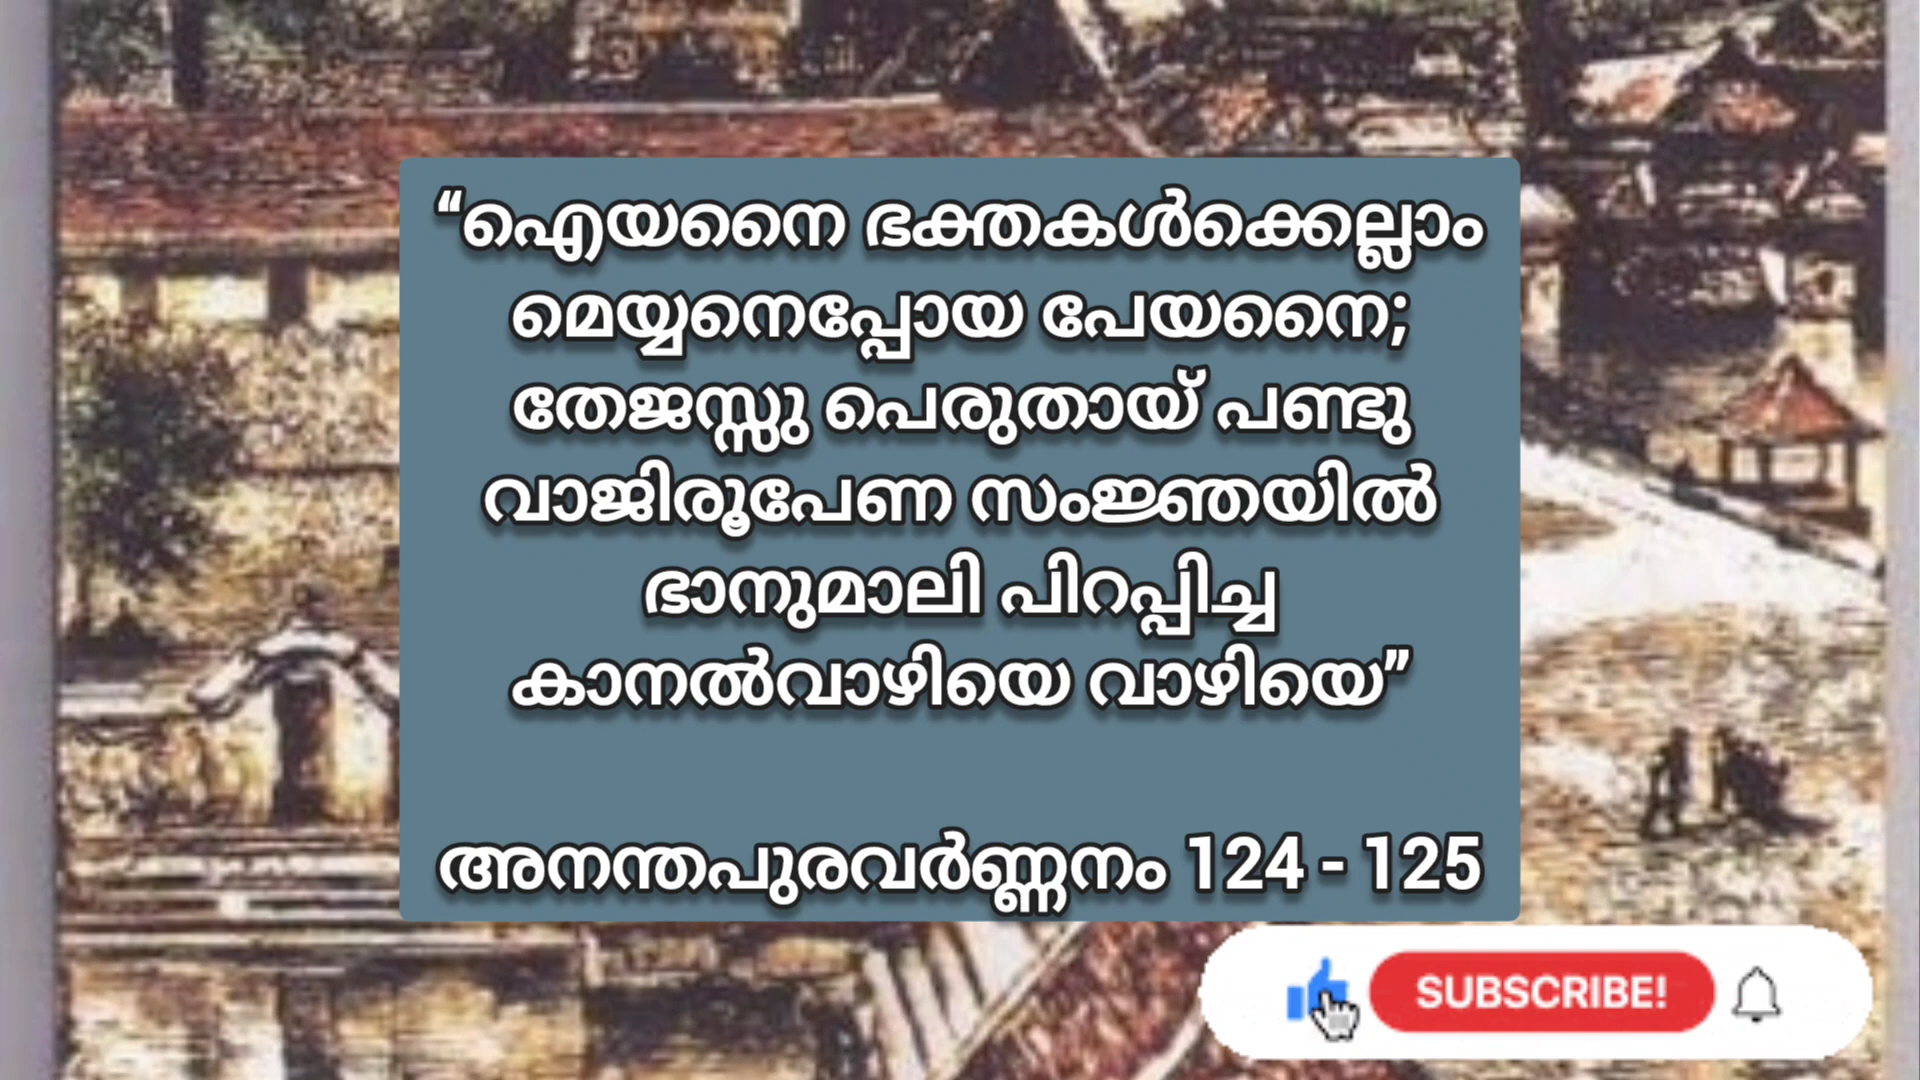 “ഐയനൈ ഭക്തകൾക്കെല്ലാം
മെയ്യനെപ്പോയ പേയനൈ;
തേജസ്സു പെരുതായ് പണ്ടു
വാജിരൂപേണ സംജ്ഞയിൽ
ഭാനുമാലി പിറപ്പിച്ച
കാനൽവാഴിയെ വാഴിയെ”
അനന്തപുരവർണ്ണനം 124 - 125
SUBSCRIBE!